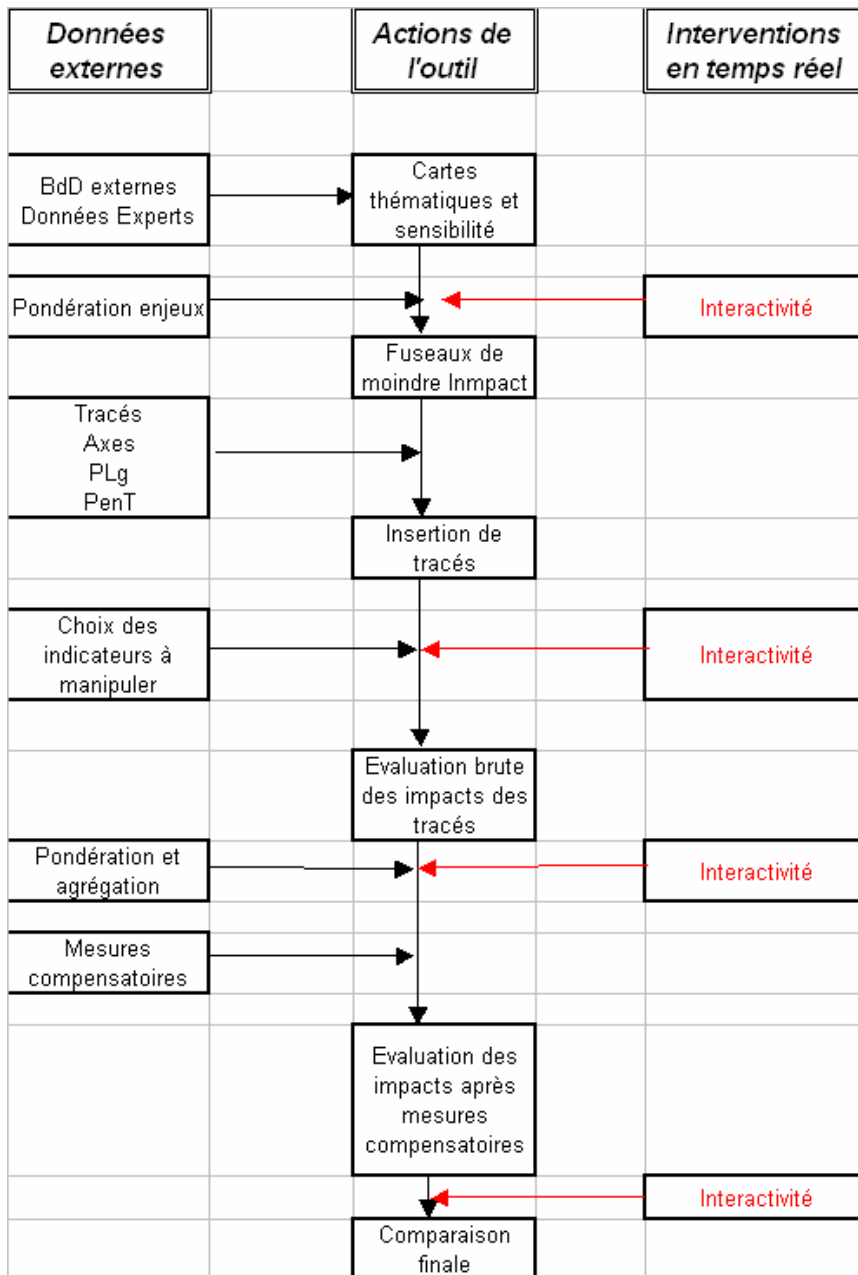 Données
externes
Actions de
l'outil
Interventions
en temps réel
BdD externes
Données Experts
Cartes
thématiques et
sensibilité
Pondération enjeux
Interactivité
Fuseaux de
moindre Inmpact
Tracés
Axes
PLg
PenT
Insertion de
tracés
Choix des
indicateurs à
manipuler
Interactivité
Evaluation brute
des impacts des
tracés
Pondération et
agrégation
Interactivité
Mesures
compensatoires
Evaluation des
impacts après
mesures
compensatoires
Interactivité
Comparaison
finale